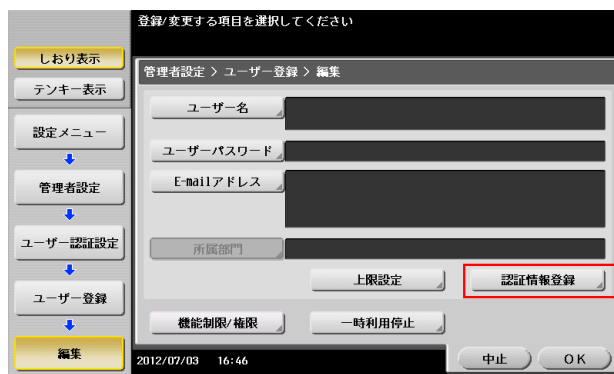 登録/変更する項目を選択してください
しおり表示
テンキー表示
設定メニュー
管理者設定
ユーザー認証設定
ユーザー登録
編集
管理者設定 > ユーザー登録 > 編集
ユーザー名
ユーザーパスワード
E-mailアドレス
所属部門
上限設定
認証情報登録
機能制限/権限
一時利用停止
2012/07/03 16:46
中止
OK